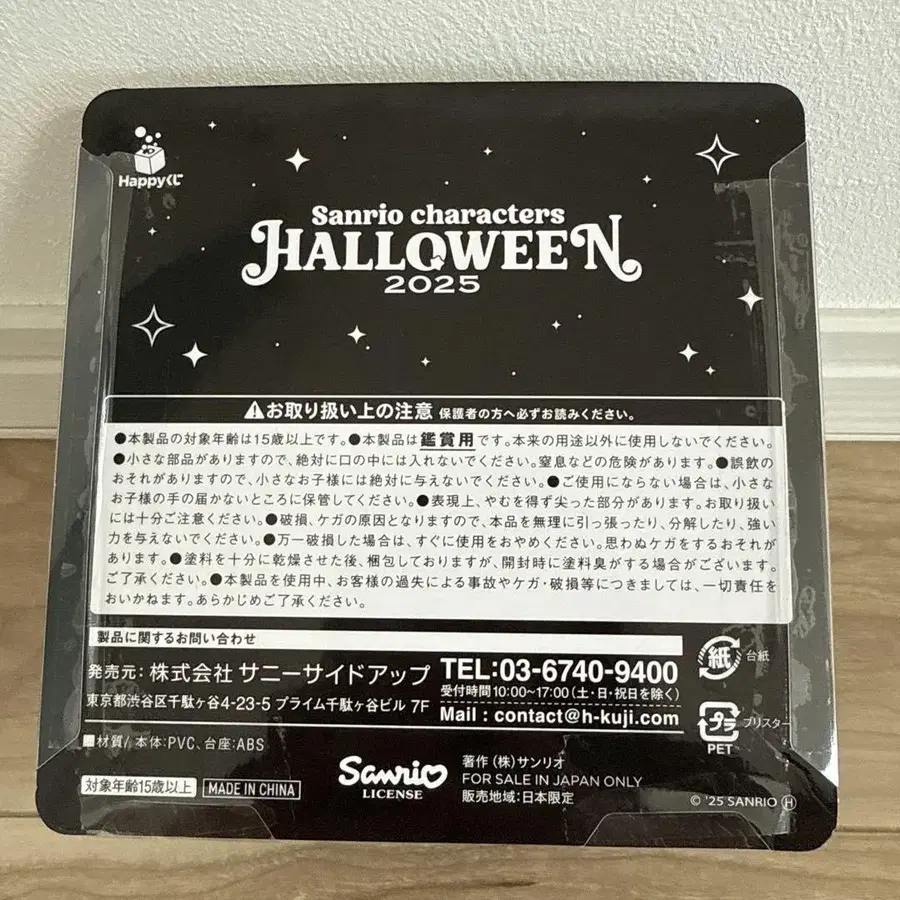 Happyくじ
Sanrio characters
HALLOWEEN
2025
⚠お取り扱い上の注意 保護者の方へ必ずお読みください。
●本製品の対象年齢は15歳以上です。●本製品は鑑賞用です。本来の用途以外に使用しないでください。
●小さな部品がありますので、絶対に口の中には入れないでください。窒息などの危険があります。●誤飲の
おそれがありますので、小さなお子様には絶対に与えないでください。●ご使用にならない場合は、小さな
お子様の手の届かないところに保管してください。●表現上、やむを得ず尖った部分があります。お取り扱い
には十分ご注意ください。●破損、ケガの原因となりますので、本品を無理に引っ張ったり、分解したり、強い
力を与えないでください。●万一破損した場合は、すぐに使用をおやめください。思わぬケガをするおそれが
あります。●塗料を十分に乾燥させた後、梱包しておりますが、開封時に塗料臭がする場合がございます。
ご了承ください。●本製品を使用中、お客様の過失による事故やケガ・破損等につきましては、一切責任を
おいかねます。あらかじめご了承ください。
製品に関するお問い合わせ
発売元: 株式会社 サニーサイドアップ
東京都渋谷区千駄ヶ谷4-23-5 プライム千駄ヶ谷ビル 7F
TEL:03-6740-9400
受付時間10:00~17:00(土・日・祝日を除く)
Mail : contact@h-kuji.com
紙 台紙
プラ ブリスター
PET
■材質/ 本体:PVC、台座:ABS
対象年齢15歳以上
MADE IN CHINA
Sanrio
LICENSE
著作 (株)サンリオ
FOR SALE IN JAPAN ONLY
販売地域:日本限定
© '25 SANRIO Ⓗ